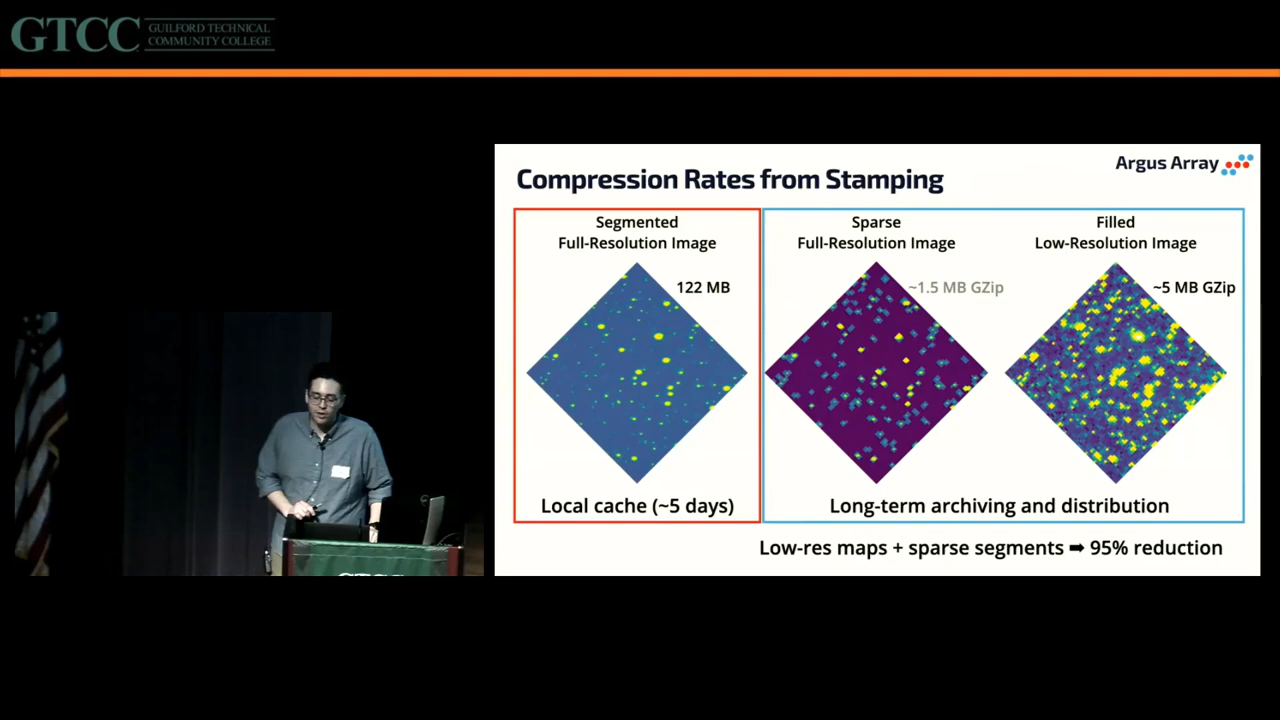 GTCC
GUILFORD TECHNICAL
COMMUNITY COLLEGE
Argus Array
Compression Rates from Stamping
Segmented
Full-Resolution Image
122 MB
Local cache (~5 days)
Sparse
Full-Resolution Image
~1.5 MB GZip
Filled
Low-Resolution Image
~5 MB GZip
Long-term archiving and distribution
Low-res maps + sparse segments ➡ 95% reduction
GTCC